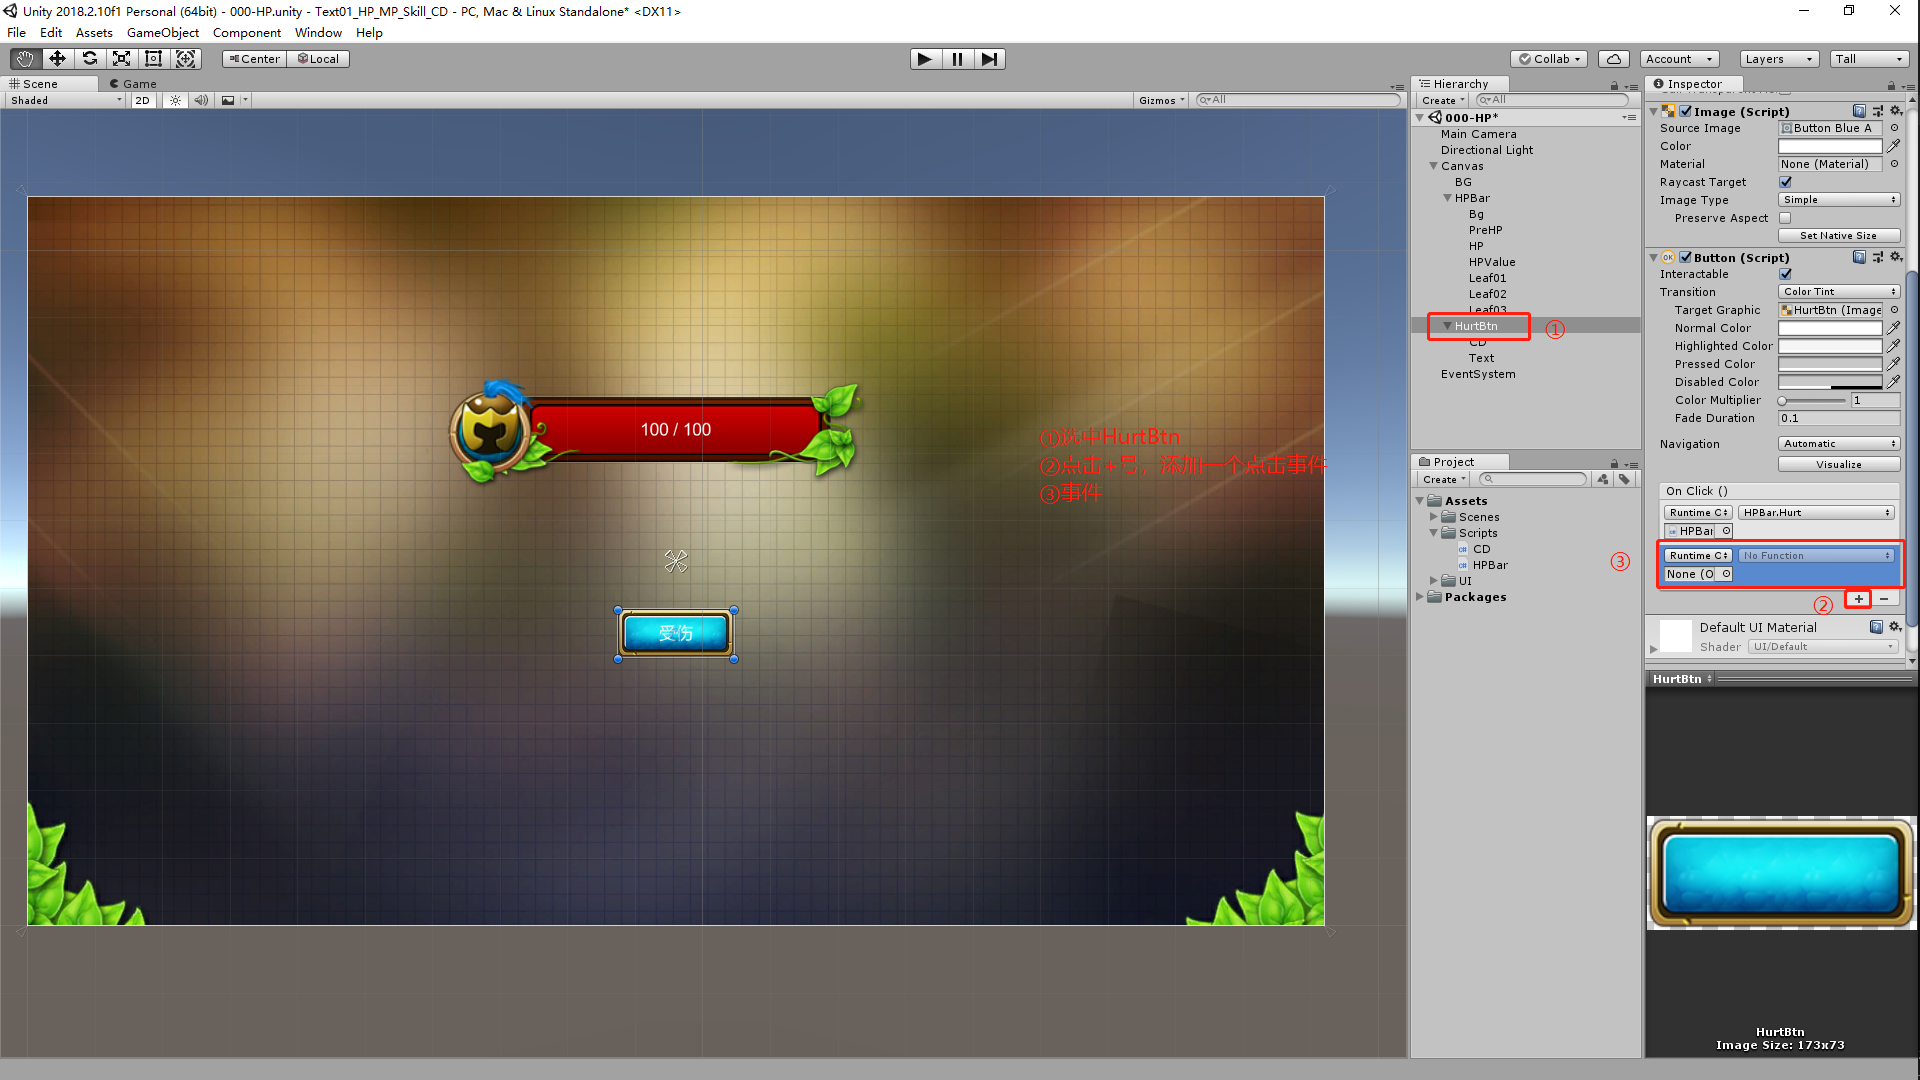 Unity 2018.2.10f1 Personal (64bit) - 000-HP.unity - Text01_HP_MP_Skill_CD - PC, Mac & Linux Standalone* <DX11>
File Edit Assets GameObject Component Window Help
Center Local
Collab Account Layers Tall
Scene Game
Shaded 2D Gizmos All
100 / 100
①选中HurtBtn
②点击+号，添加一个点击事件
③事件
受伤
Hierarchy
Create All
000-HP*
Main Camera
Directional Light
Canvas
BG
HPBar
Bg
PreHP
HP
HPValue
Leaf01
Leaf02
Leaf03
HurtBtn ①
CD
Text
EventSystem
Project
Create
Assets
Scenes
Scripts
CD
HPBar
UI
Packages
Inspector
Image (Script)
Source Image Button Blue A
Color
Material None (Material)
Raycast Target
Image Type Simple
Preserve Aspect
Set Native Size
Button (Script)
OK
Interactable
Transition Color Tint
Target Graphic HurtBtn (Image
Normal Color
Highlighted Color
Pressed Color
Disabled Color
Color Multiplier 1
Fade Duration 0.1
Navigation Automatic
Visualize
On Click ()
Runtime C HPBar.Hurt
HPBar
③ Runtime C No Function
None (O
② + −
Default UI Material
Shader UI/Default
HurtBtn
HurtBtn
Image Size: 173x73